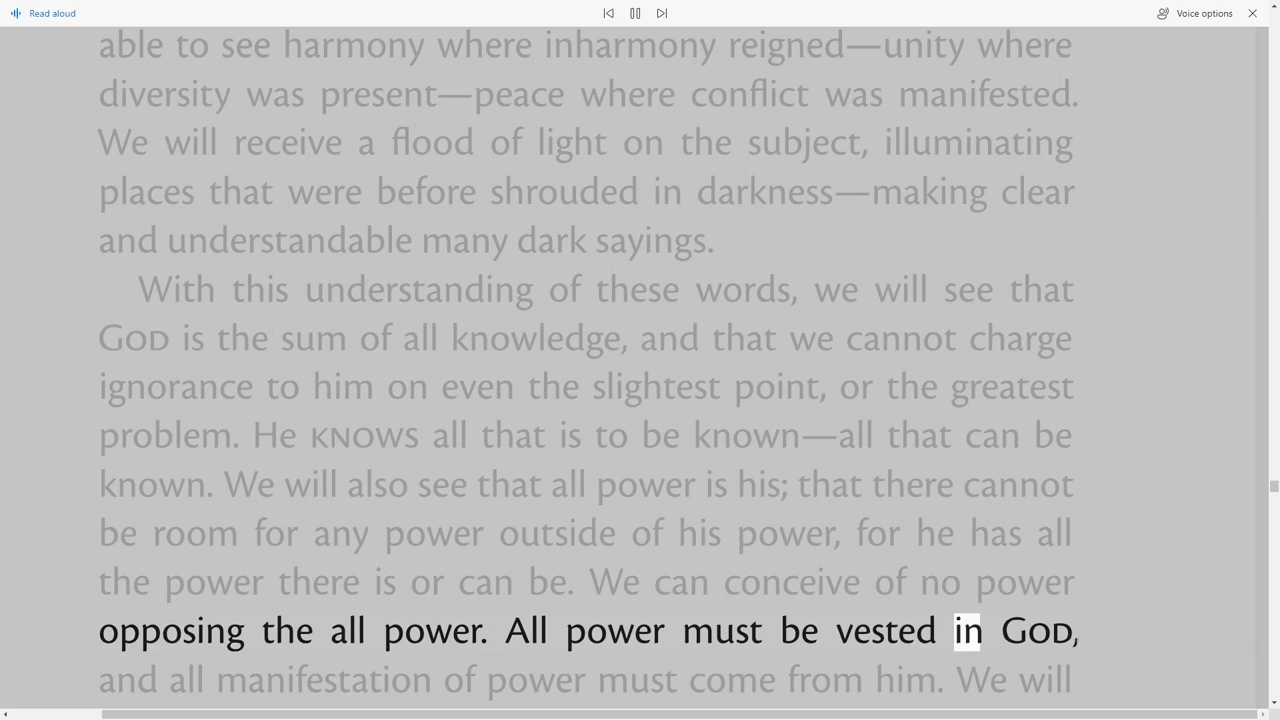 Read aloud
Voice options
able to see harmony where inharmony reigned—unity where
diversity was present—peace where conflict was manifested.
We will receive a flood of light on the subject, illuminating
places that were before shrouded in darkness—making clear
and understandable many dark sayings.
With this understanding of these words, we will see that
GOD is the sum of all knowledge, and that we cannot charge
ignorance to him on even the slightest point, or the greatest
problem. He KNOWS all that is to be known—all that can be
known. We will also see that all power is his; that there cannot
be room for any power outside of his power, for he has all
the power there is or can be. We can conceive of no power
opposing the all power. All power must be vested in GOD,
and all manifestation of power must come from him. We will